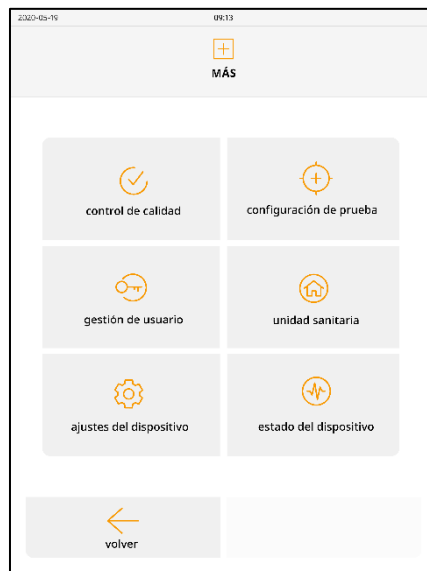 2020-05-19 09:13
MÁS
control de calidad
configuración de prueba
gestión de usuario
unidad sanitaria
ajustes del dispositivo
estado del dispositivo
volver